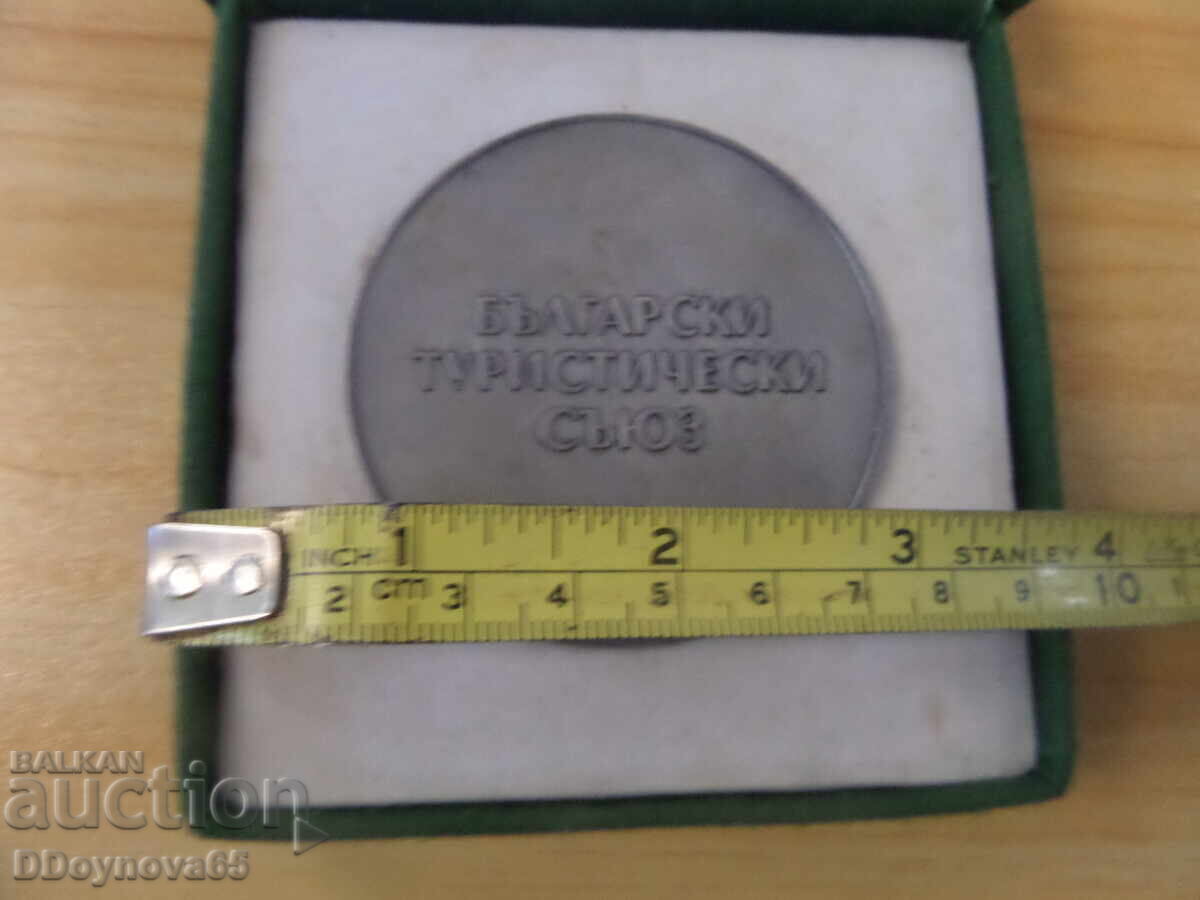 БЪЛГАРСКИ
ТУРИСТИЧЕСКИ
СЪЮЗ
INCH 1 2 3 STANLEY 4
2 cm 3 4 5 6 7 8 9 10
BALKAN
auction
DDoynova65